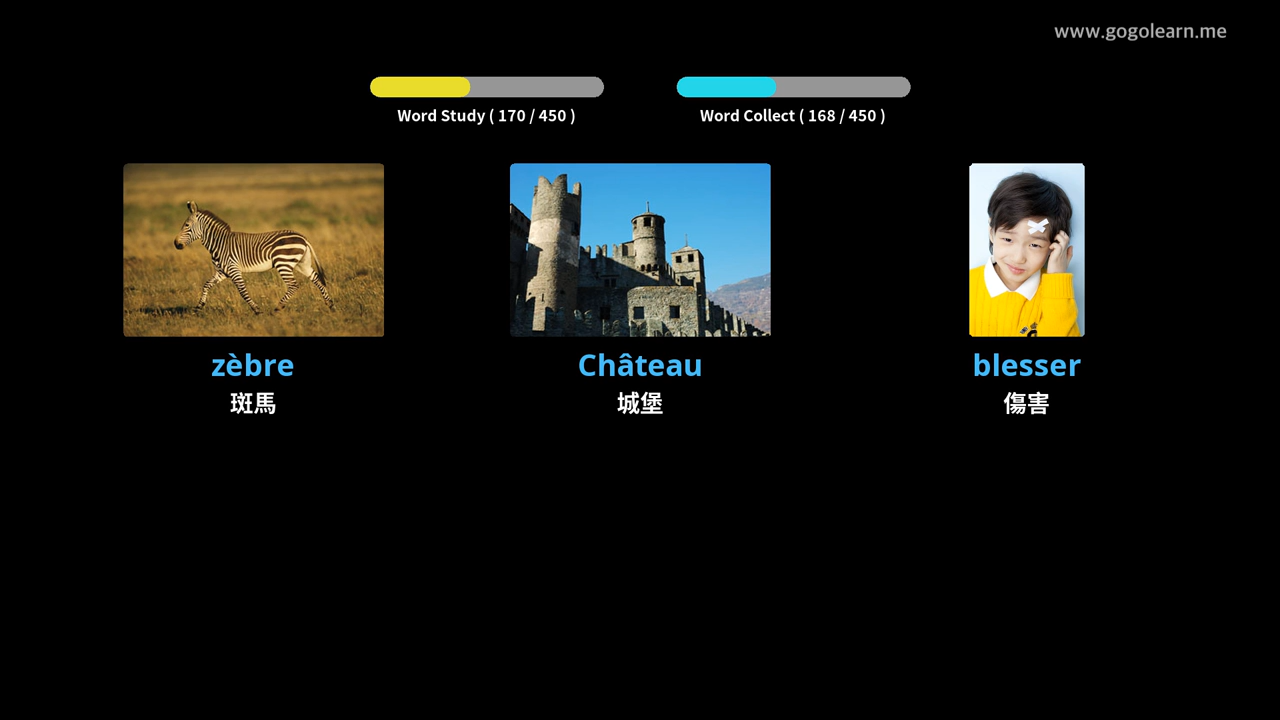 www.gogolearn.me
Word Study ( 170 / 450 )
Word Collect ( 168 / 450 )
zèbre
斑馬
Château
城堡
blesser
傷害